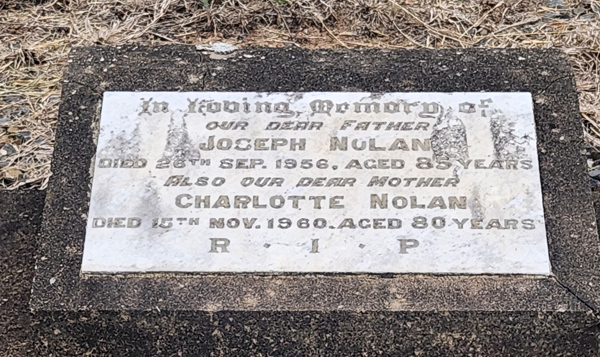 In Loving Memory of
OUR DEAR FATHER
JOSEPH NOLAN
DIED 26TH SEP. 1956, AGED 85 YEARS
ALSO OUR DEAR MOTHER
CHARLOTTE NOLAN
DIED 15TH NOV. 1960. AGED 80 YEARS
R · I · P